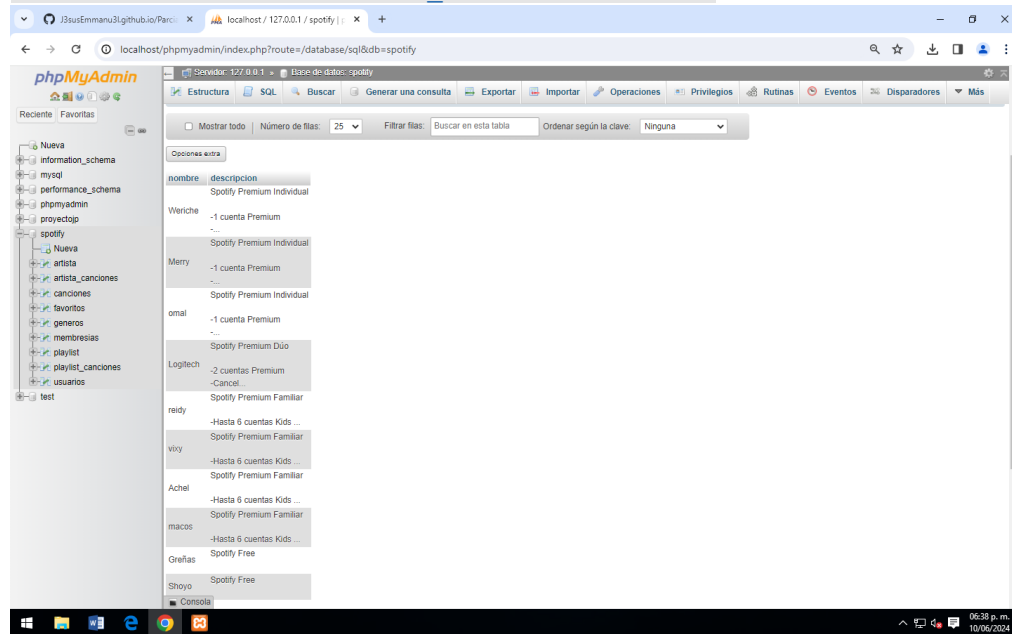 J3susEmmanu3l.github.io/Parci
localhost / 127.0.0.1 / spotify | p
localhost/phpmyadmin/index.php?route=/database/sql&db=spotify
phpMyAdmin
Reciente Favoritas
Nueva
information_schema
mysql
performance_schema
phpmyadmin
proyectojp
spotify
Nueva
artista
artista_canciones
canciones
favoritos
generos
membresias
playlist
playlist_canciones
usuarios
test
Servidor: 127.0.0.1 » Base de datos: spotify
Estructura SQL Buscar Generar una consulta Exportar Importar Operaciones Privilegios Rutinas Eventos Disparadores Más
Mostrar todo | Número de filas: 25 Filtrar filas: Buscar en esta tabla Ordenar según la clave: Ninguna
Opciones extra
nombre descripcion
Spotify Premium Individual
Weriche -1 cuenta Premium
-...
Spotify Premium Individual
Merry -1 cuenta Premium
-...
Spotify Premium Individual
omal -1 cuenta Premium
-...
Spotify Premium Dúo
Logitech -2 cuentas Premium
-Cancel...
Spotify Premium Familiar
reidy
-Hasta 6 cuentas Kids ...
Spotify Premium Familiar
vixy
-Hasta 6 cuentas Kids ...
Spotify Premium Familiar
Achel
-Hasta 6 cuentas Kids ...
Spotify Premium Familiar
macos
-Hasta 6 cuentas Kids ...
Spotify Free
Greñas
Spotify Free
Shoyo
Consola
06:38 p. m.
10/06/2024